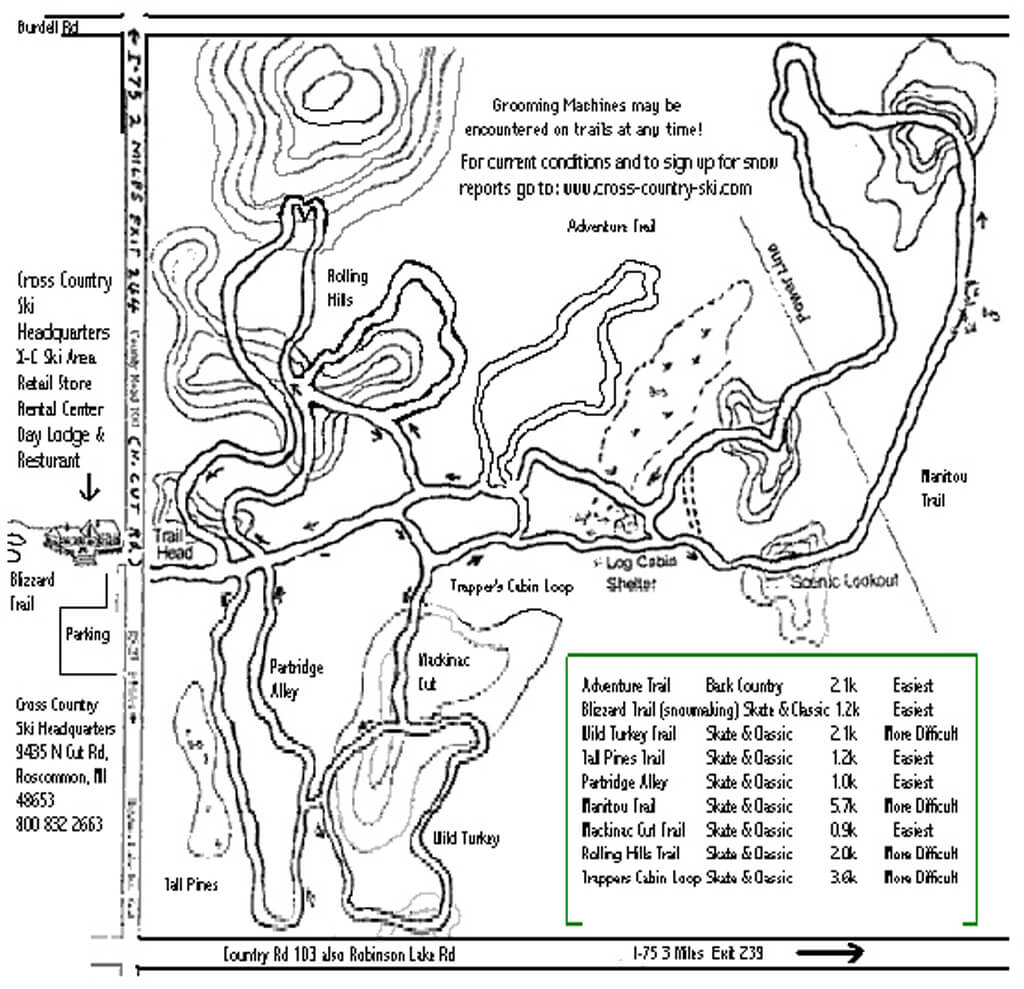 Burdell Rd
I-75 2 MILES EXIT 244
County Road 100
CN. CUT RD.
Grooming Machines may be
encountered on trails at any time!
For current conditions and to sign up for snow
reports go to: www.cross-country-ski.com
Adventure Trail
Power Line
Rolling
Hills
Cross Country
Ski
Headquarters
X-C Ski Area
Retail Store
Rental Center
Day Lodge &
Resturant
Manitou
Trail
Trail
Head
Blizzard
Trail
Parking
Log Cabin
Shelter
Scenic Lookout
Trapper's Cabin Loop
Partridge
Alley
Mackinac
Cut
Cross Country
Ski Headquarters
9435 N Cut Rd,
Roscommon, MI
48653
800 832 2663
Adventure Trail Back Country 2.1k Easiest
Blizzard Trail (snowmaking) Skate & Classic 1.2k Easiest
Wild Turkey Trail Skate & Classic 2.1k More Difficult
Tall Pines Trail Skate & Classic 1.2k Easiest
Partridge Alley Skate & Classic 1.0k Easiest
Manitou Trail Skate & Classic 5.7k More Difficult
Mackinac Cut Trail Skate & Classic 0.9k Easiest
Rolling Hills Trail Skate & Classic 2.0k More Difficult
Trappers Cabin Loop Skate & Classic 3.6k More Difficult
Wild Turkey
Tall Pines
Country Rd 103 also Robinson Lake Rd
I-75 3 Miles Exit 239